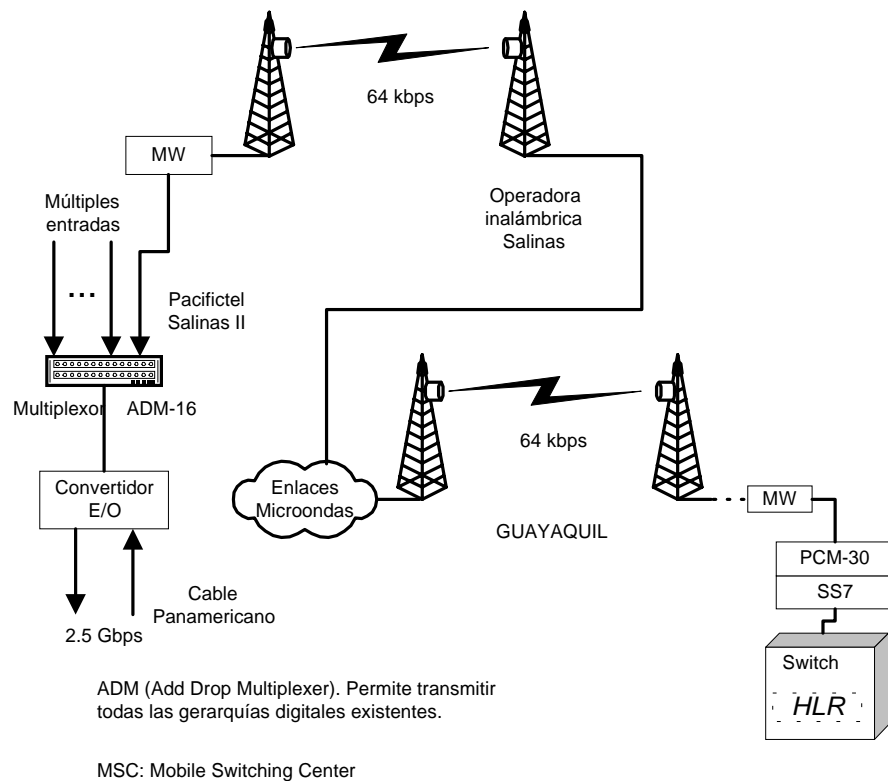 64 kbps
MW
Múltiples
entradas
...
Operadora
inalámbrica
Salinas
Pacifictel
Salinas II
Multiplexor
ADM-16
64 kbps
Convertidor
E/O
Enlaces
Microondas
MW
GUAYAQUIL
PCM-30
SS7
Cable
Panamericano
2.5 Gbps
Switch
HLR
ADM (Add Drop Multiplexer). Permite transmitir
todas las gerarquías digitales existentes.
MSC: Mobile Switching Center